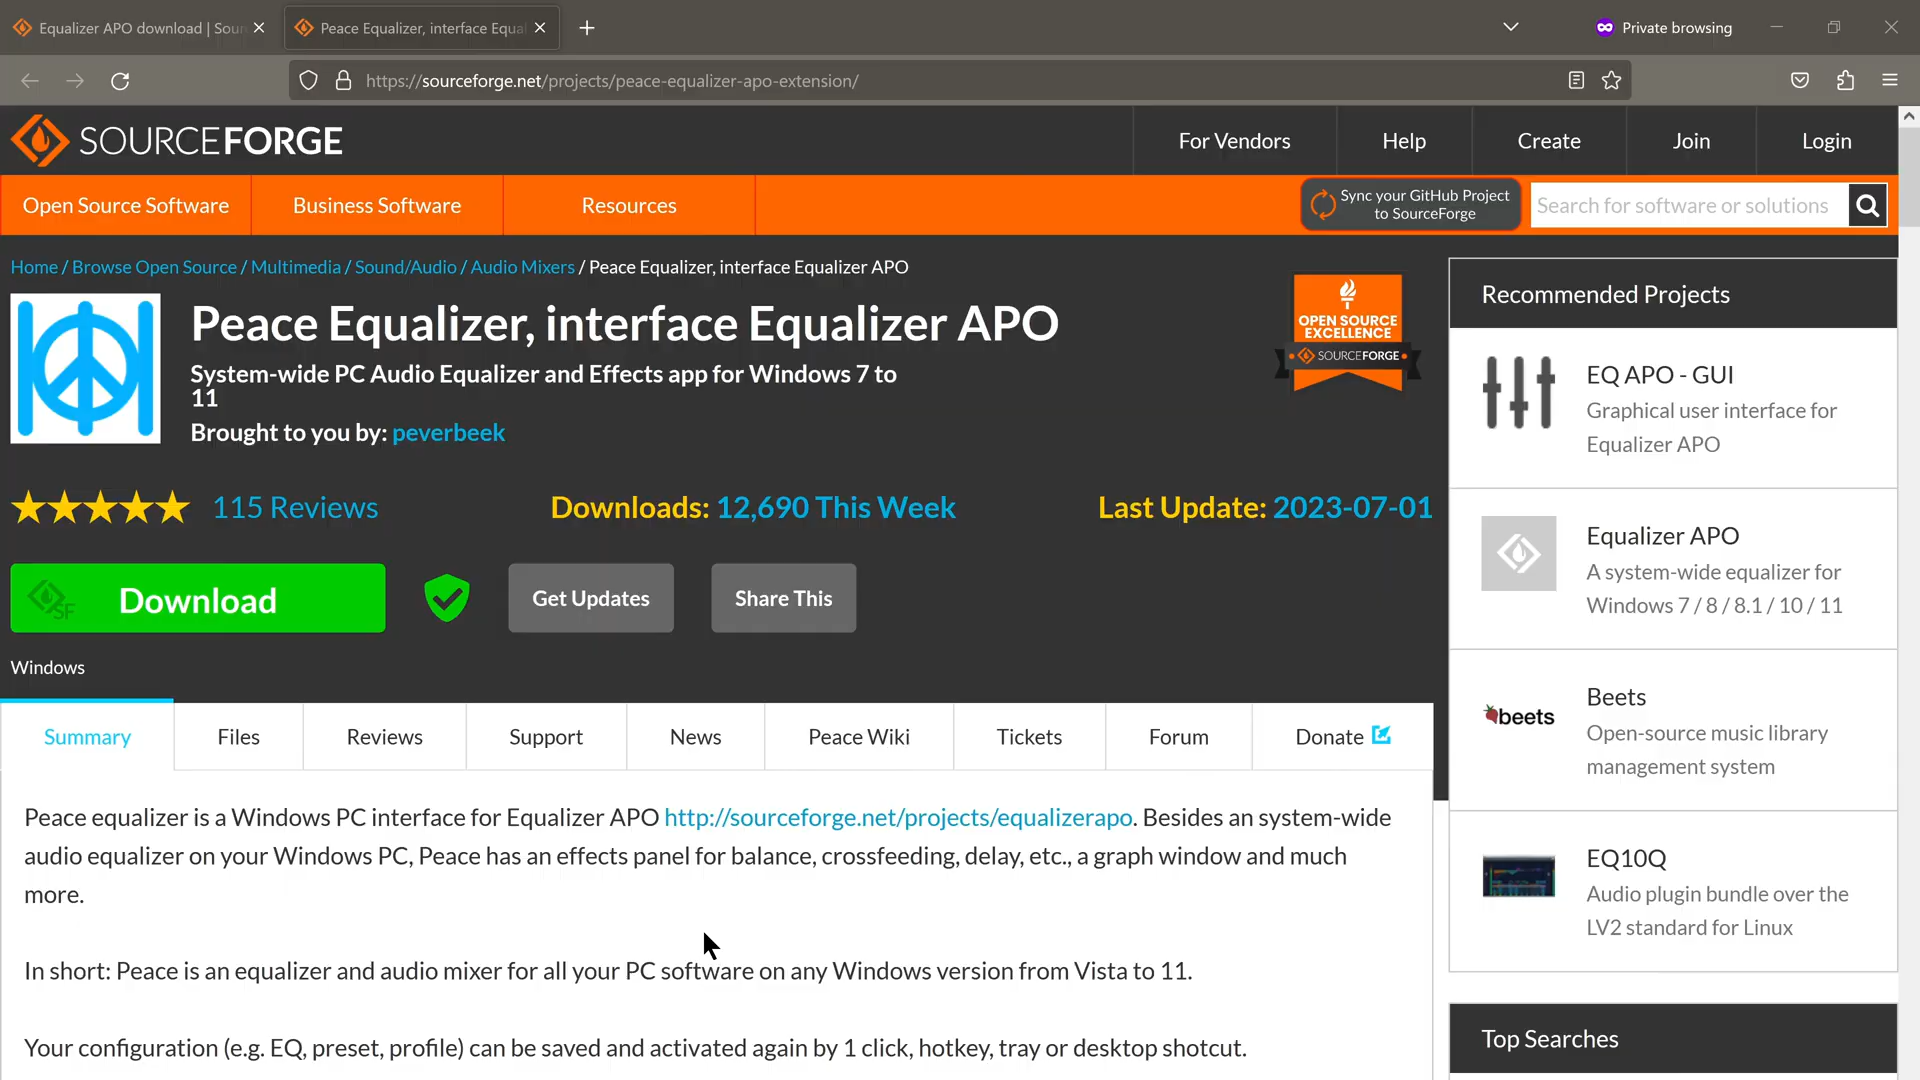 Equalizer APO download | Sour
Peace Equalizer, interface Equal
Private browsing
https://sourceforge.net/projects/peace-equalizer-apo-extension/
SOURCEFORGE
For Vendors
Help
Create
Join
Login
Open Source Software
Business Software
Resources
Sync your GitHub Project
to SourceForge
Search for software or solutions
Home / Browse Open Source / Multimedia / Sound/Audio / Audio Mixers / Peace Equalizer, interface Equalizer APO
Peace Equalizer, interface Equalizer APO
System-wide PC Audio Equalizer and Effects app for Windows 7 to
11
Brought to you by: peverbeek
OPEN SOURCE
EXCELLENCE
SOURCEFORGE
115 Reviews
Downloads: 12,690 This Week
Last Update: 2023-07-01
SF
Download
Get Updates
Share This
Windows
Summary
Files
Reviews
Support
News
Peace Wiki
Tickets
Forum
Donate
Peace equalizer is a Windows PC interface for Equalizer APO http://sourceforge.net/projects/equalizerapo. Besides an system-wide
audio equalizer on your Windows PC, Peace has an effects panel for balance, crossfeeding, delay, etc., a graph window and much
more.
In short: Peace is an equalizer and audio mixer for all your PC software on any Windows version from Vista to 11.
Your configuration (e.g. EQ, preset, profile) can be saved and activated again by 1 click, hotkey, tray or desktop shotcut.
Recommended Projects
EQ APO - GUI
Graphical user interface for
Equalizer APO
Equalizer APO
A system-wide equalizer for
Windows 7 / 8 / 8.1 / 10 / 11
beets
Beets
Open-source music library
management system
EQ10Q
Audio plugin bundle over the
LV2 standard for Linux
Top Searches